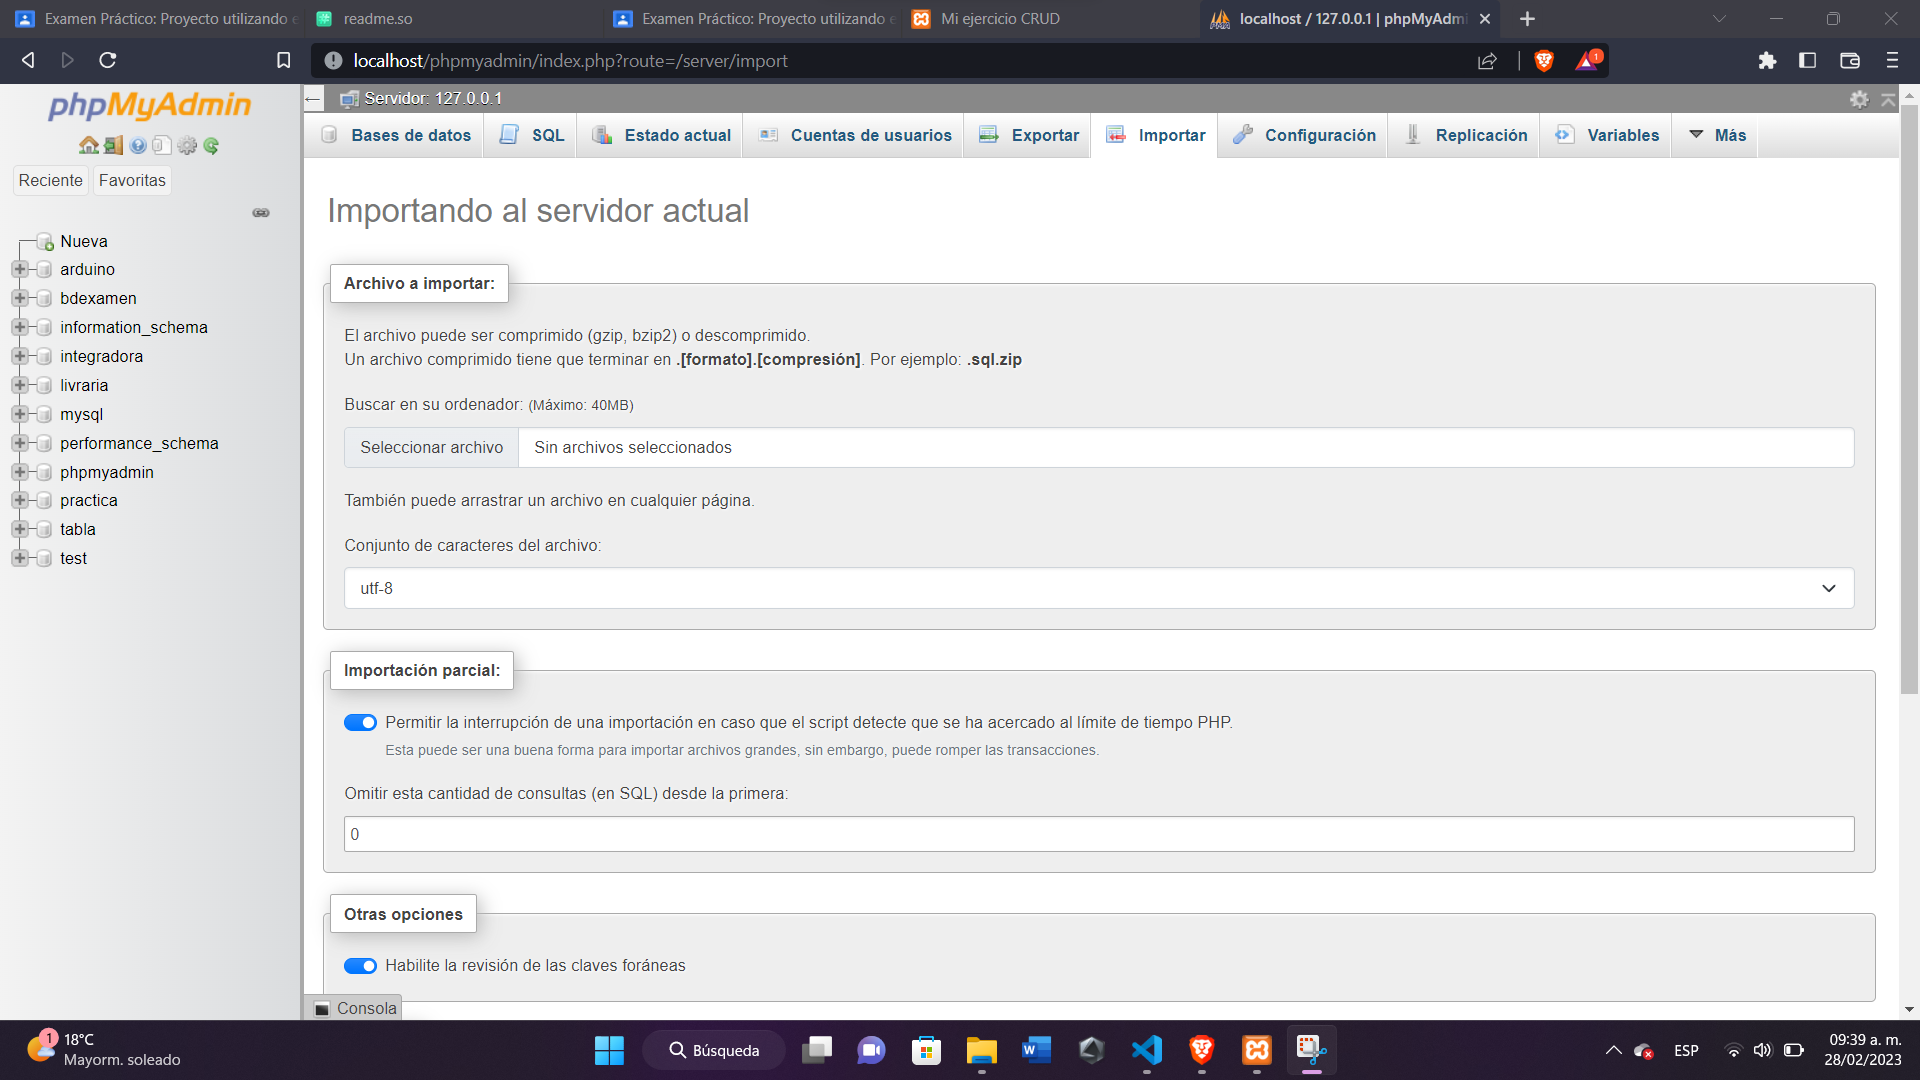 Examen Práctico: Proyecto utilizando e
readme.so
Examen Práctico: Proyecto utilizando e
Mi ejercicio CRUD
localhost / 127.0.0.1 | phpMyAdmi
localhost/phpmyadmin/index.php?route=/server/import
1
phpMyAdmin
Reciente
Favoritas
Nueva
arduino
bdexamen
information_schema
integradora
livraria
mysql
performance_schema
phpmyadmin
practica
tabla
test
Servidor: 127.0.0.1
Bases de datos
SQL
Estado actual
Cuentas de usuarios
Exportar
Importar
Configuración
Replicación
Variables
Más
Importando al servidor actual
Archivo a importar:
El archivo puede ser comprimido (gzip, bzip2) o descomprimido.
Un archivo comprimido tiene que terminar en .[formato].[compresión]. Por ejemplo: .sql.zip
Buscar en su ordenador: (Máximo: 40MB)
Seleccionar archivo
Sin archivos seleccionados
También puede arrastrar un archivo en cualquier página.
Conjunto de caracteres del archivo:
utf-8
Importación parcial:
Permitir la interrupción de una importación en caso que el script detecte que se ha acercado al límite de tiempo PHP.
Esta puede ser una buena forma para importar archivos grandes, sin embargo, puede romper las transacciones.
Omitir esta cantidad de consultas (en SQL) desde la primera:
0
Otras opciones
Habilite la revisión de las claves foráneas
Consola
1
18°C
Mayorm. soleado
Búsqueda
ESP
09:39 a. m.
28/02/2023